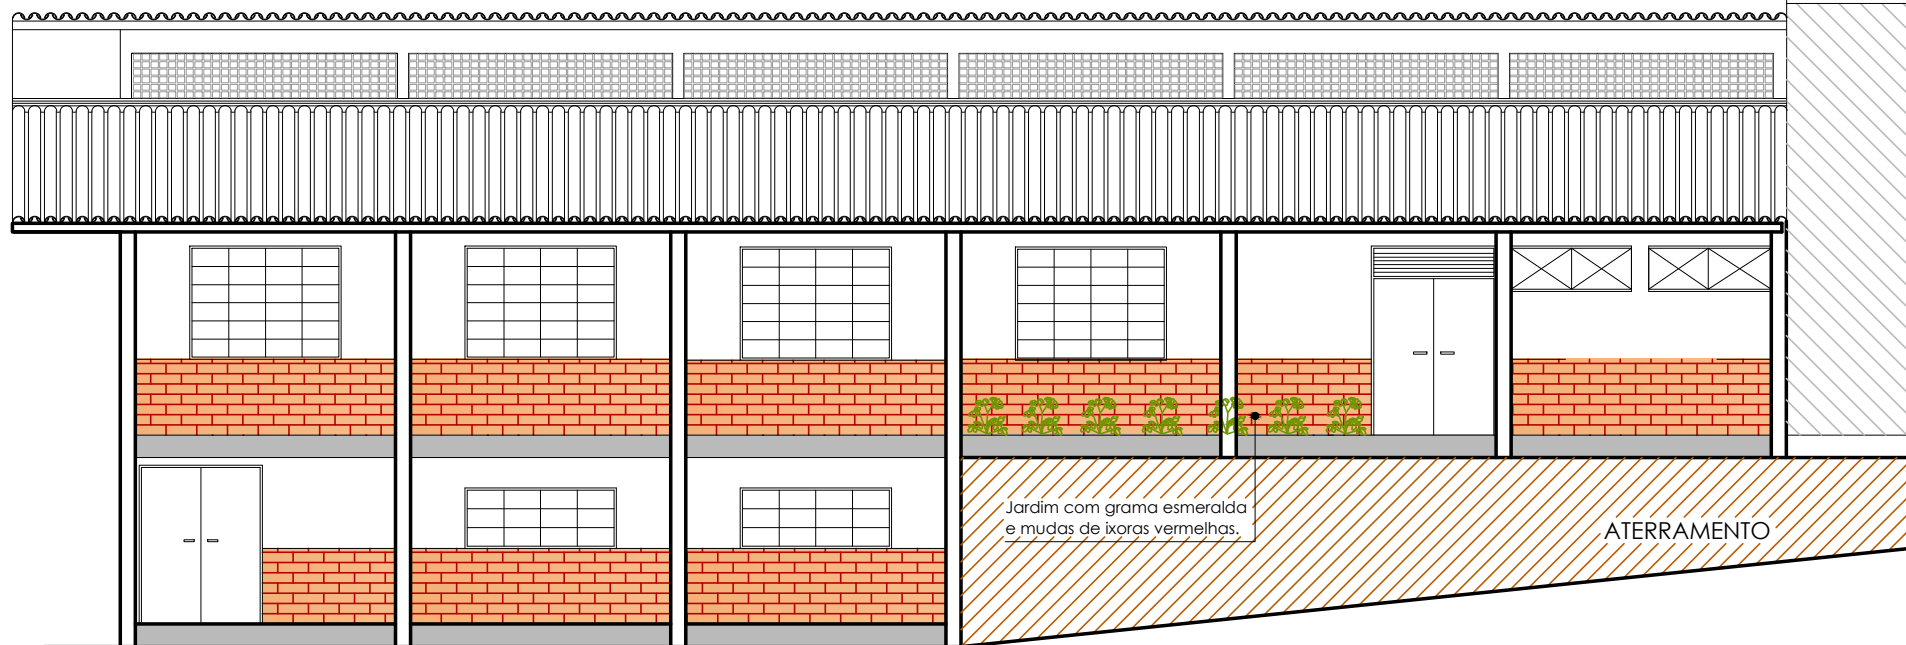 Jardim com grama esmeralda
e mudas de ixoras vermelhas.
ATERRAMENTO